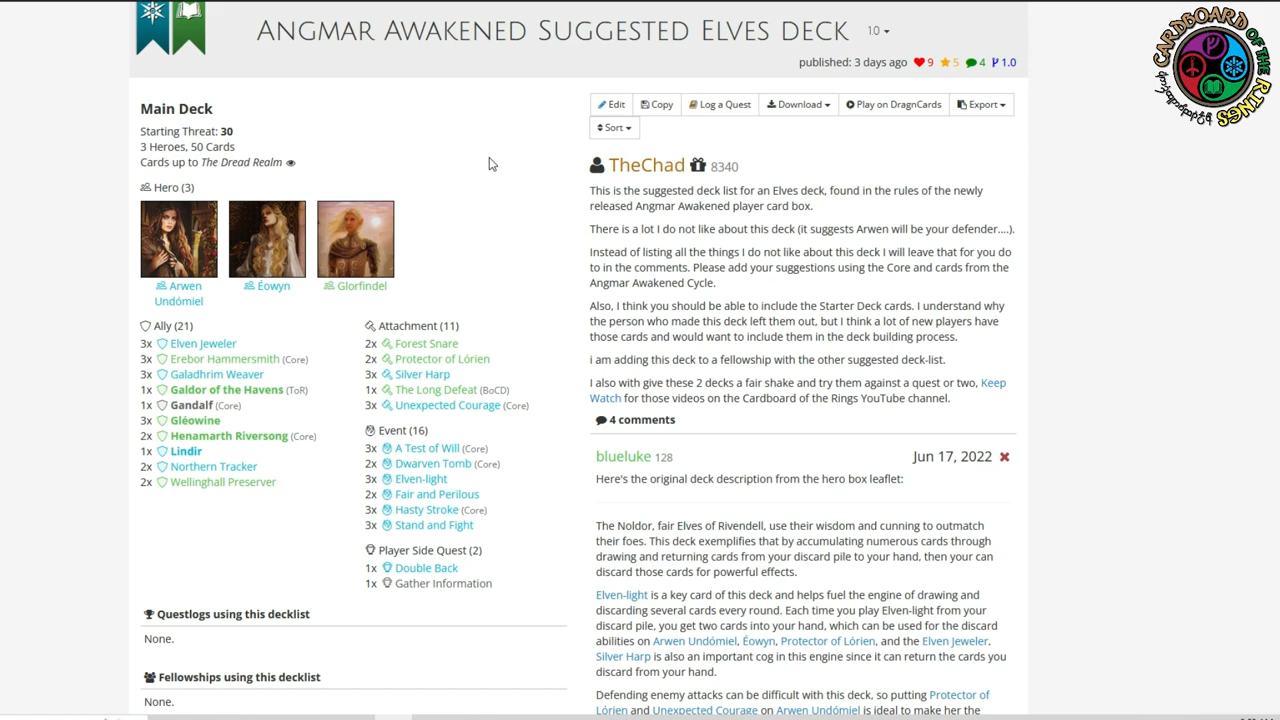 Angmar Awakened Suggested Elves deck
1.0
published: 3 days ago 9 5 4 1.0
Main Deck
Starting Threat: 30
3 Heroes, 50 Cards
Cards up to The Dread Realm
Hero (3)
Arwen Undómiel
Éowyn
Glorfindel
Ally (21)
3x Elven Jeweler
3x Erebor Hammersmith (Core)
3x Galadhrim Weaver
1x Galdor of the Havens (ToR)
1x Gandalf (Core)
3x Gléowine
2x Henamarth Riversong (Core)
1x Lindir
2x Northern Tracker
2x Wellinghall Preserver
Attachment (11)
2x Forest Snare
2x Protector of Lórien
3x Silver Harp
1x The Long Defeat (BoCD)
3x Unexpected Courage (Core)
Event (16)
3x A Test of Will (Core)
2x Dwarven Tomb (Core)
3x Elven-light
2x Fair and Perilous
3x Hasty Stroke (Core)
3x Stand and Fight
Player Side Quest (2)
1x Double Back
1x Gather Information
Questlogs using this decklist
None.
Fellowships using this decklist
None.
Edit Copy Log a Quest Download Play on DragnCards Export
Sort
TheChad 8340
This is the suggested deck list for an Elves deck, found in the rules of the newly
released Angmar Awakened player card box.
There is a lot I do not like about this deck (it suggests Arwen will be your defender....).
Instead of listing all the things I do not like about this deck I will leave that for you do
to in the comments. Please add your suggestions using the Core and cards from the
Angmar Awakened Cycle.
Also, I think you should be able to include the Starter Deck cards. I understand why
the person who made this deck left them out, but I think a lot of new players have
those cards and would want to include them in the deck building process.
i am adding this deck to a fellowship with the other suggested deck-list.
I also with give these 2 decks a fair shake and try them against a quest or two, Keep
Watch for those videos on the Cardboard of the Rings YouTube channel.
4 comments
blueluke 128 Jun 17, 2022
Here's the original deck description from the hero box leaflet:
The Noldor, fair Elves of Rivendell, use their wisdom and cunning to outmatch
their foes. This deck exemplifies that by accumulating numerous cards through
drawing and returning cards from your discard pile to your hand, then your can
discard those cards for powerful effects.
Elven-light is a key card of this deck and helps fuel the engine of drawing and
discarding several cards every round. Each time you play Elven-light from your
discard pile, you get two cards into your hand, which can be used for the discard
abilities on Arwen Undómiel, Éowyn, Protector of Lórien, and the Elven Jeweler.
Silver Harp is also an important cog in this engine since it can return the cards you
discard from your hand.
Defending enemy attacks can be difficult with this deck, so putting Protector of
Lórien and Unexpected Courage on Arwen Undómiel is ideal to make her the
CARDBOARD OF THE RINGS